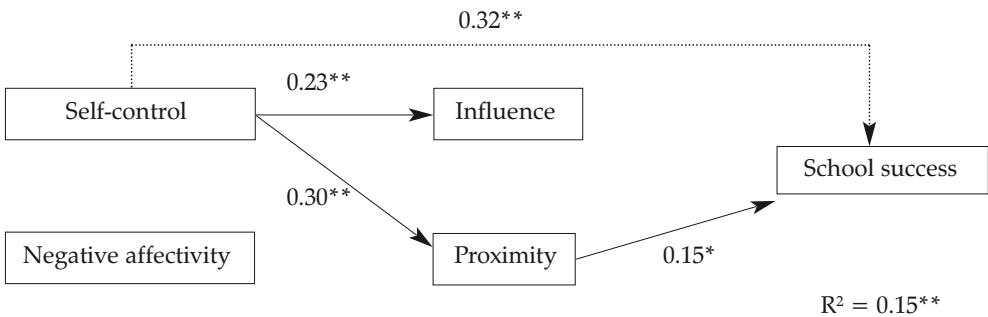 0.32**
0.23**
Self-control
Influence
School success
0.30**
Negative affectivity
Proximity
0.15*
R² = 0.15**